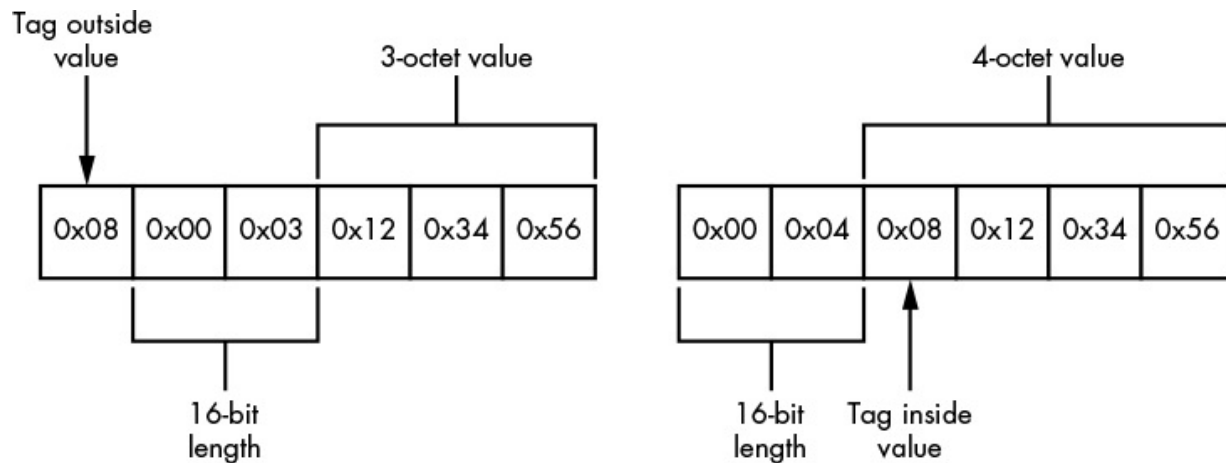 Tag outside
value
3-octet value
4-octet value
0x08 0x00 0x03 0x12 0x34 0x56
0x00 0x04 0x08 0x12 0x34 0x56
16-bit
length
16-bit
length
Tag inside
value